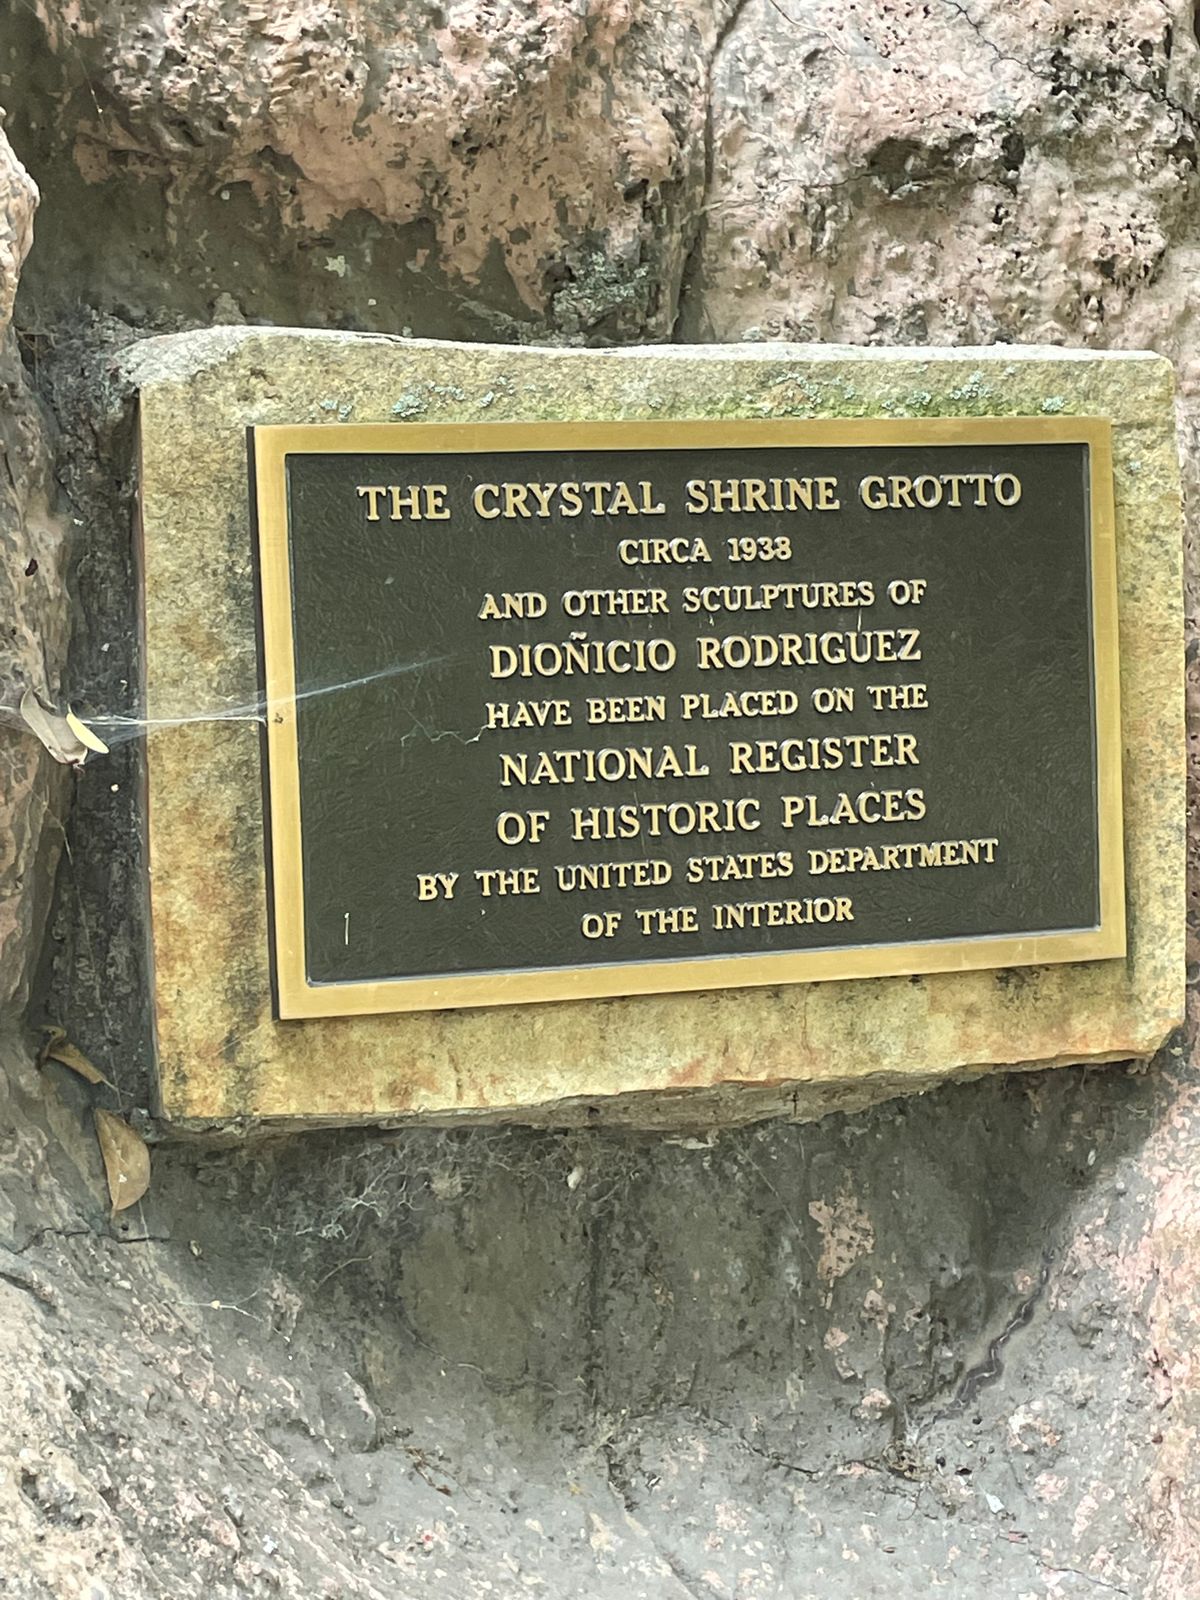 THE CRYSTAL SHRINE GROTTO
CIRCA 1938
AND OTHER SCULPTURES OF
DIOÑICIO RODRIGUEZ
HAVE BEEN PLACED ON THE
NATIONAL REGISTER
OF HISTORIC PLACES
BY THE UNITED STATES DEPARTMENT
OF THE INTERIOR